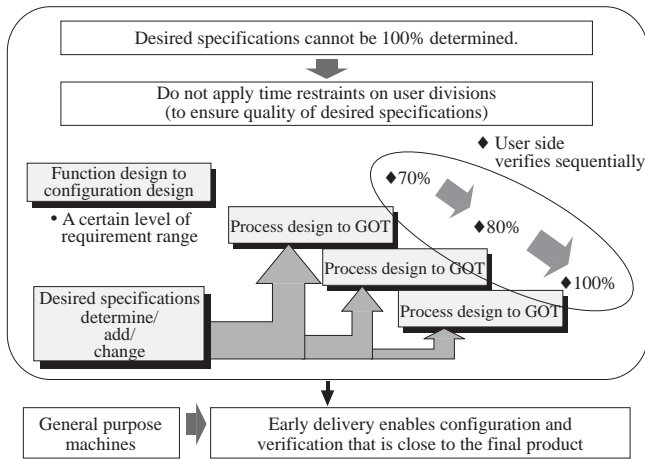 Desired specifications cannot be 100% determined.
Do not apply time restraints on user divisions
(to ensure quality of desired specifications)
♦ User side
verifies sequentially
Function design to
configuration design
• A certain level of
requirement range
♦ 70%
♦ 80%
♦ 100%
Process design to GOT
Process design to GOT
Process design to GOT
Desired specifications
determine/
add/
change
General purpose
machines
Early delivery enables configuration and
verification that is close to the final product